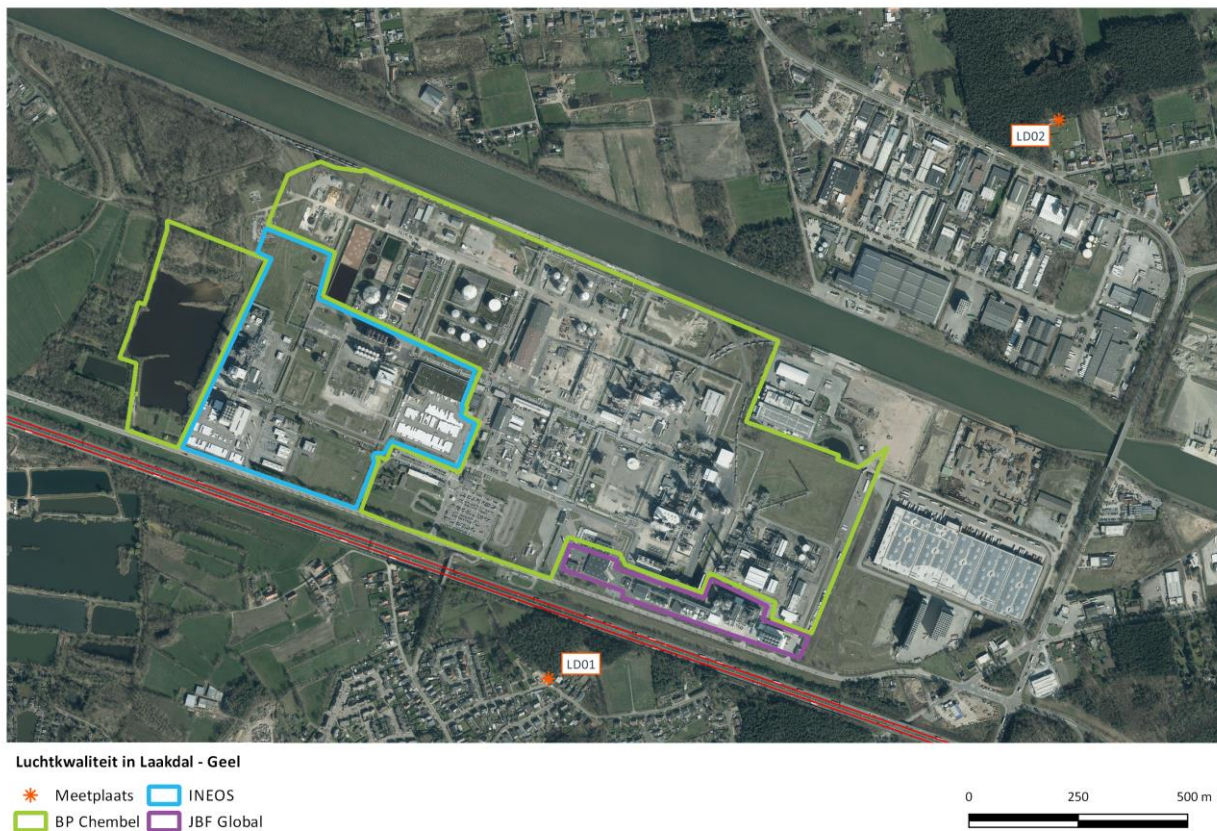 LD02
LD01
Luchtkwaliteit in Laakdal - Geel
Meetplaats
INEOS
BP Chembel
JBF Global
0
250
500 m